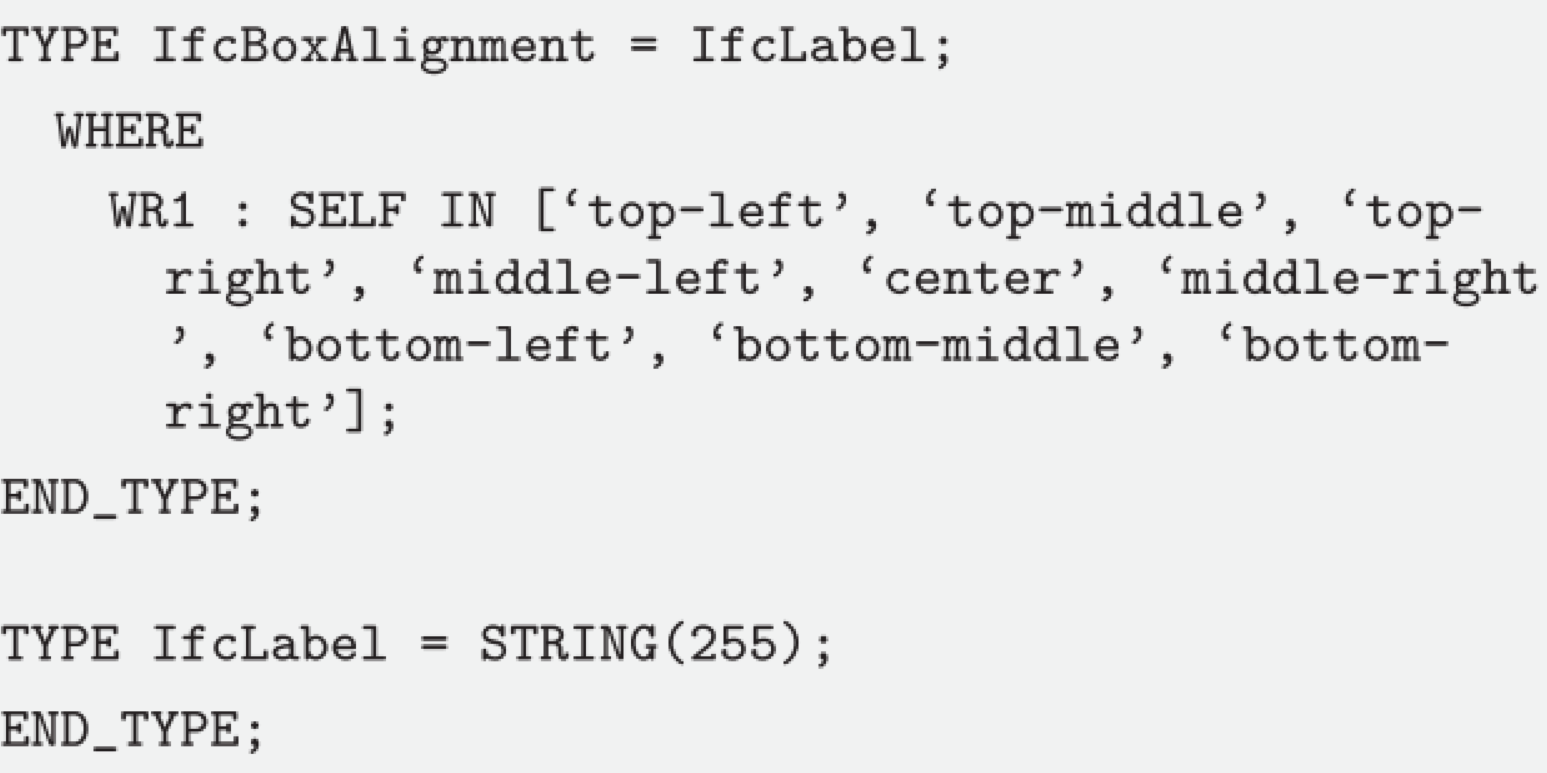 TYPE IfcBoxAlignment = IfcLabel;
WHERE
WR1 : SELF IN [‘top-left’, ‘top-middle’, ‘top-
right’, ‘middle-left’, ‘center’, ‘middle-right
’, ‘bottom-left’, ‘bottom-middle’, ‘bottom-
right’];
END_TYPE;
TYPE IfcLabel = STRING(255);
END_TYPE;